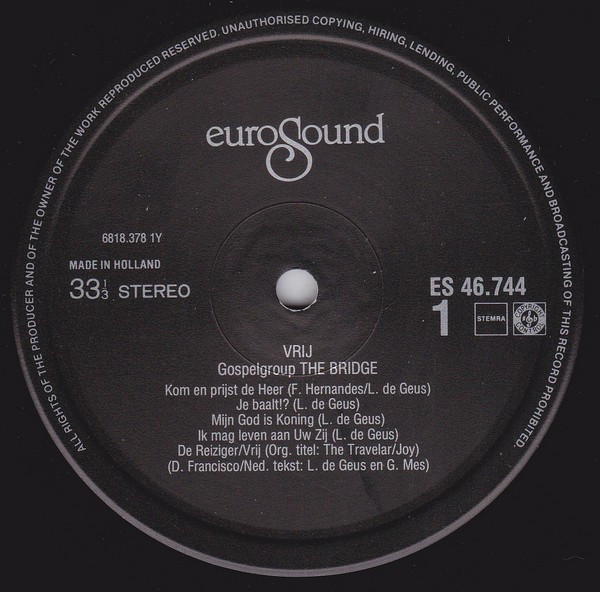 ALL RIGHTS OF THE PRODUCER AND OF THE OWNER OF THE WORK REPRODUCED RESERVED. UNAUTHORISED COPYING, HIRING, LENDING, PUBLIC PERFORMANCE AND BROADCASTING OF THIS RECORD PROHIBITED.
euroSound
6818.378 1Y
MADE IN HOLLAND
33⅓ STEREO
ES 46.744
1 STEMRA
VRIJ
Gospelgroup THE BRIDGE
Kom en prijst de Heer (F. Hernandes/L. de Geus)
Je baalt!? (L. de Geus)
Mijn God is Koning (L. de Geus)
Ik mag leven aan Uw Zij (L. de Geus)
De Reiziger/Vrij (Org. titel: The Travelar/Joy)
(D. Francisco/Ned. tekst: L. de Geus en G. Mes)